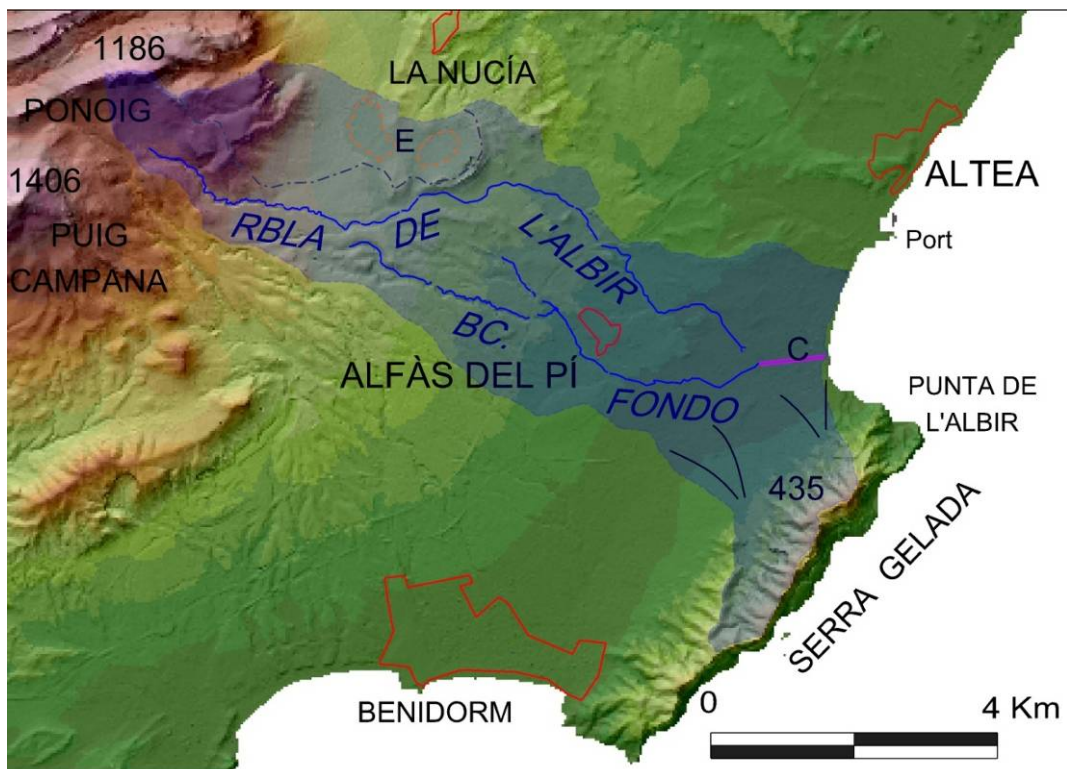 1186
PONOIG
LA NUCÍA
E
1406
PUIG
CAMPANA
ALTEA
Port
RBLA DE L'ALBIR
BC. FONDO
ALFÀS DEL PÍ
C
PUNTA DE
L'ALBIR
435
SERRA GELADA
BENIDORM
0 4 Km